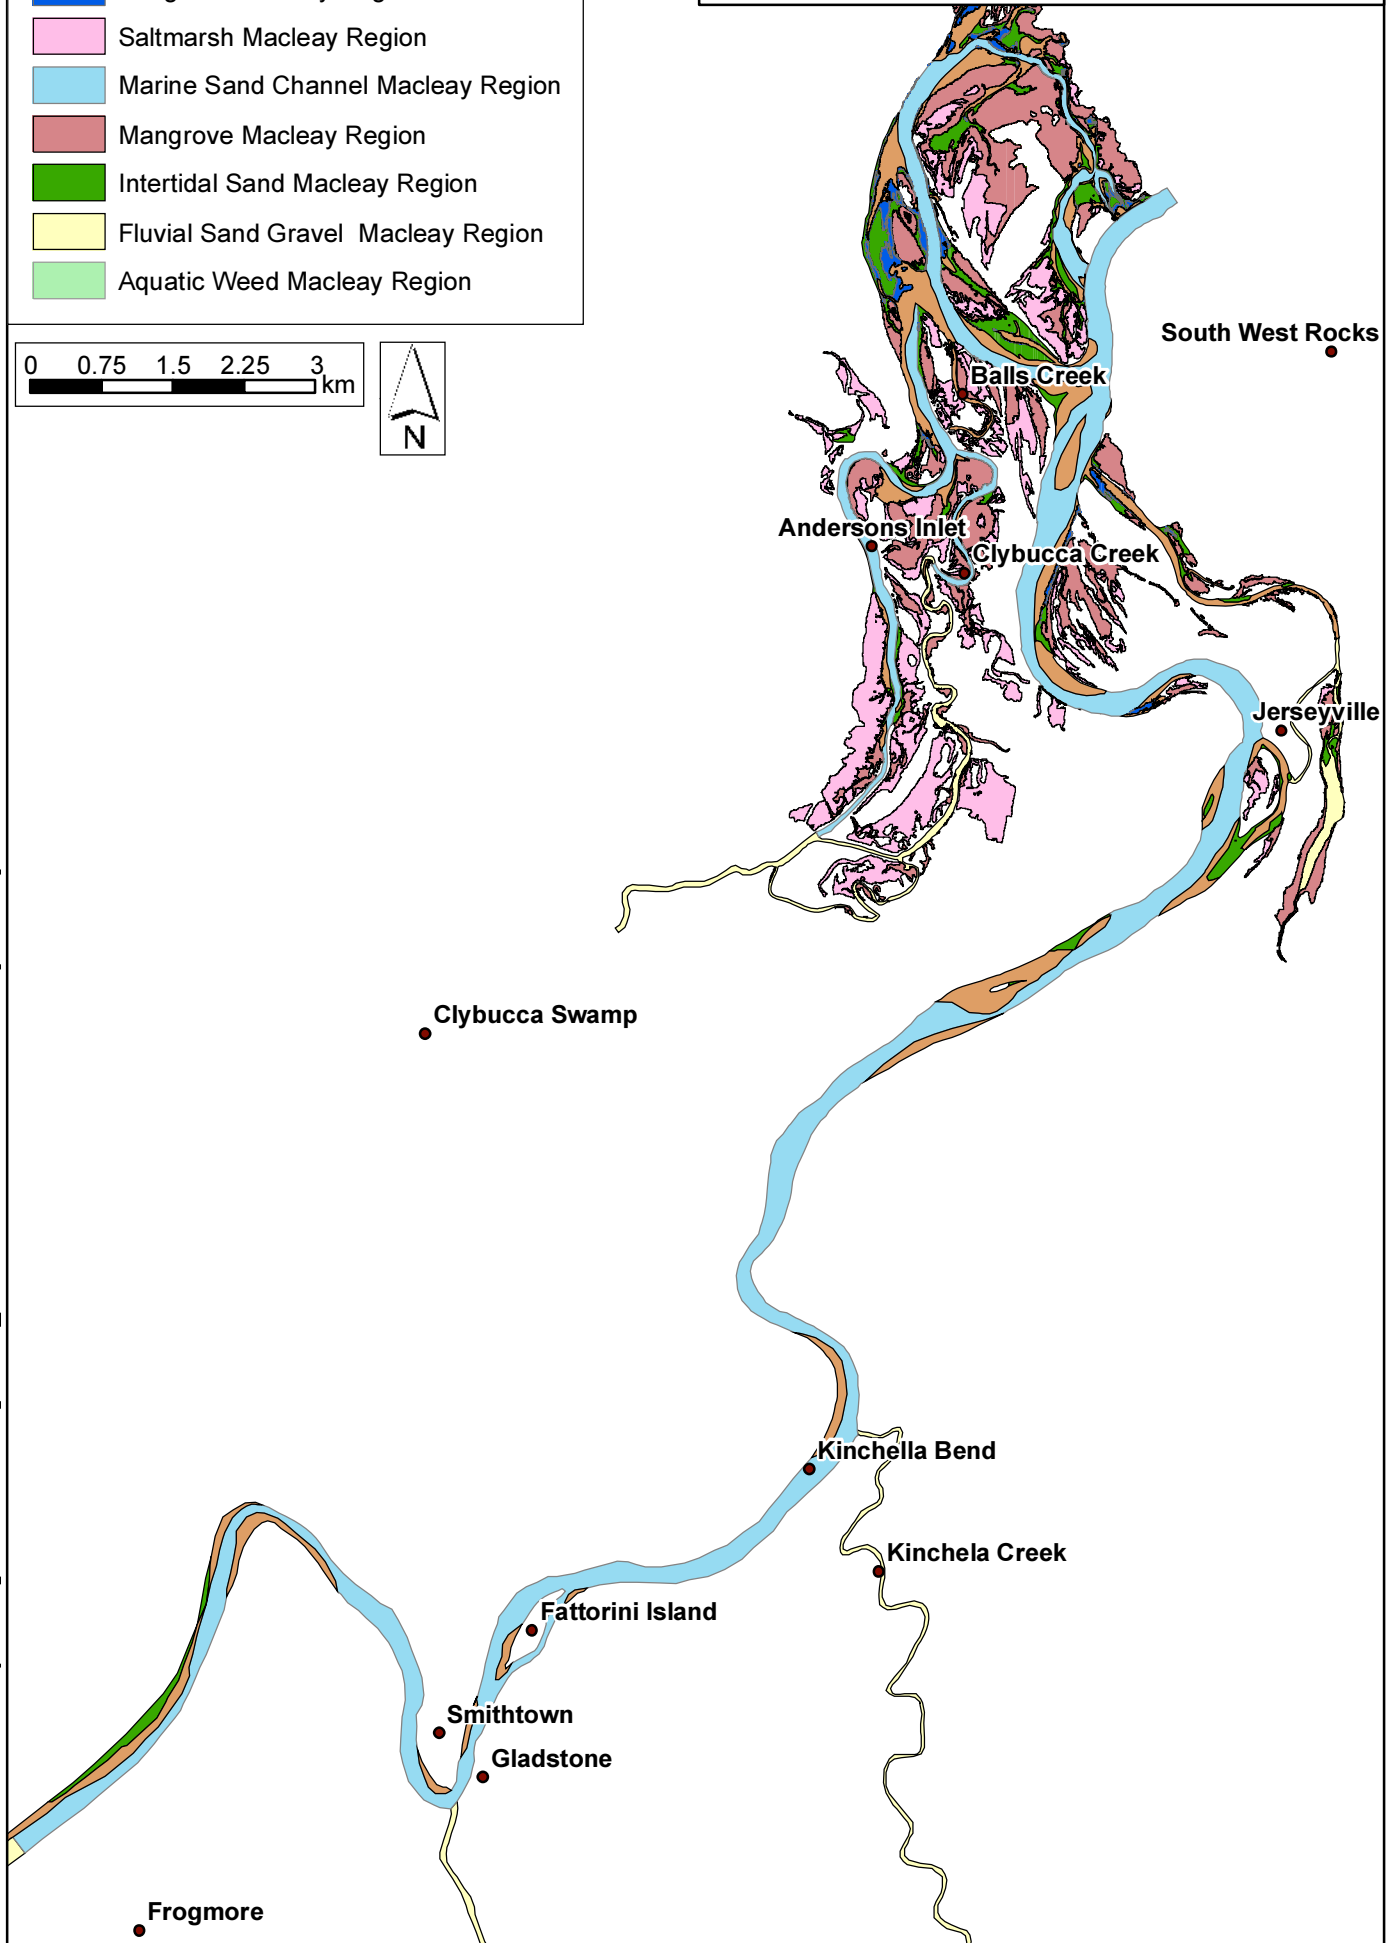 Saltmarsh Macleay Region
Marine Sand Channel Macleay Region
Mangrove Macleay Region
Intertidal Sand Macleay Region
Fluvial Sand Gravel Macleay Region
Aquatic Weed Macleay Region
0 0.75 1.5 2.25 3
km
N
South West Rocks
Balls Creek
Andersons Inlet
Clybucca Creek
Jerseyville
Clybucca Swamp
Kinchella Bend
Kinchela Creek
Fattorini Island
Smithtown
Gladstone
Frogmore